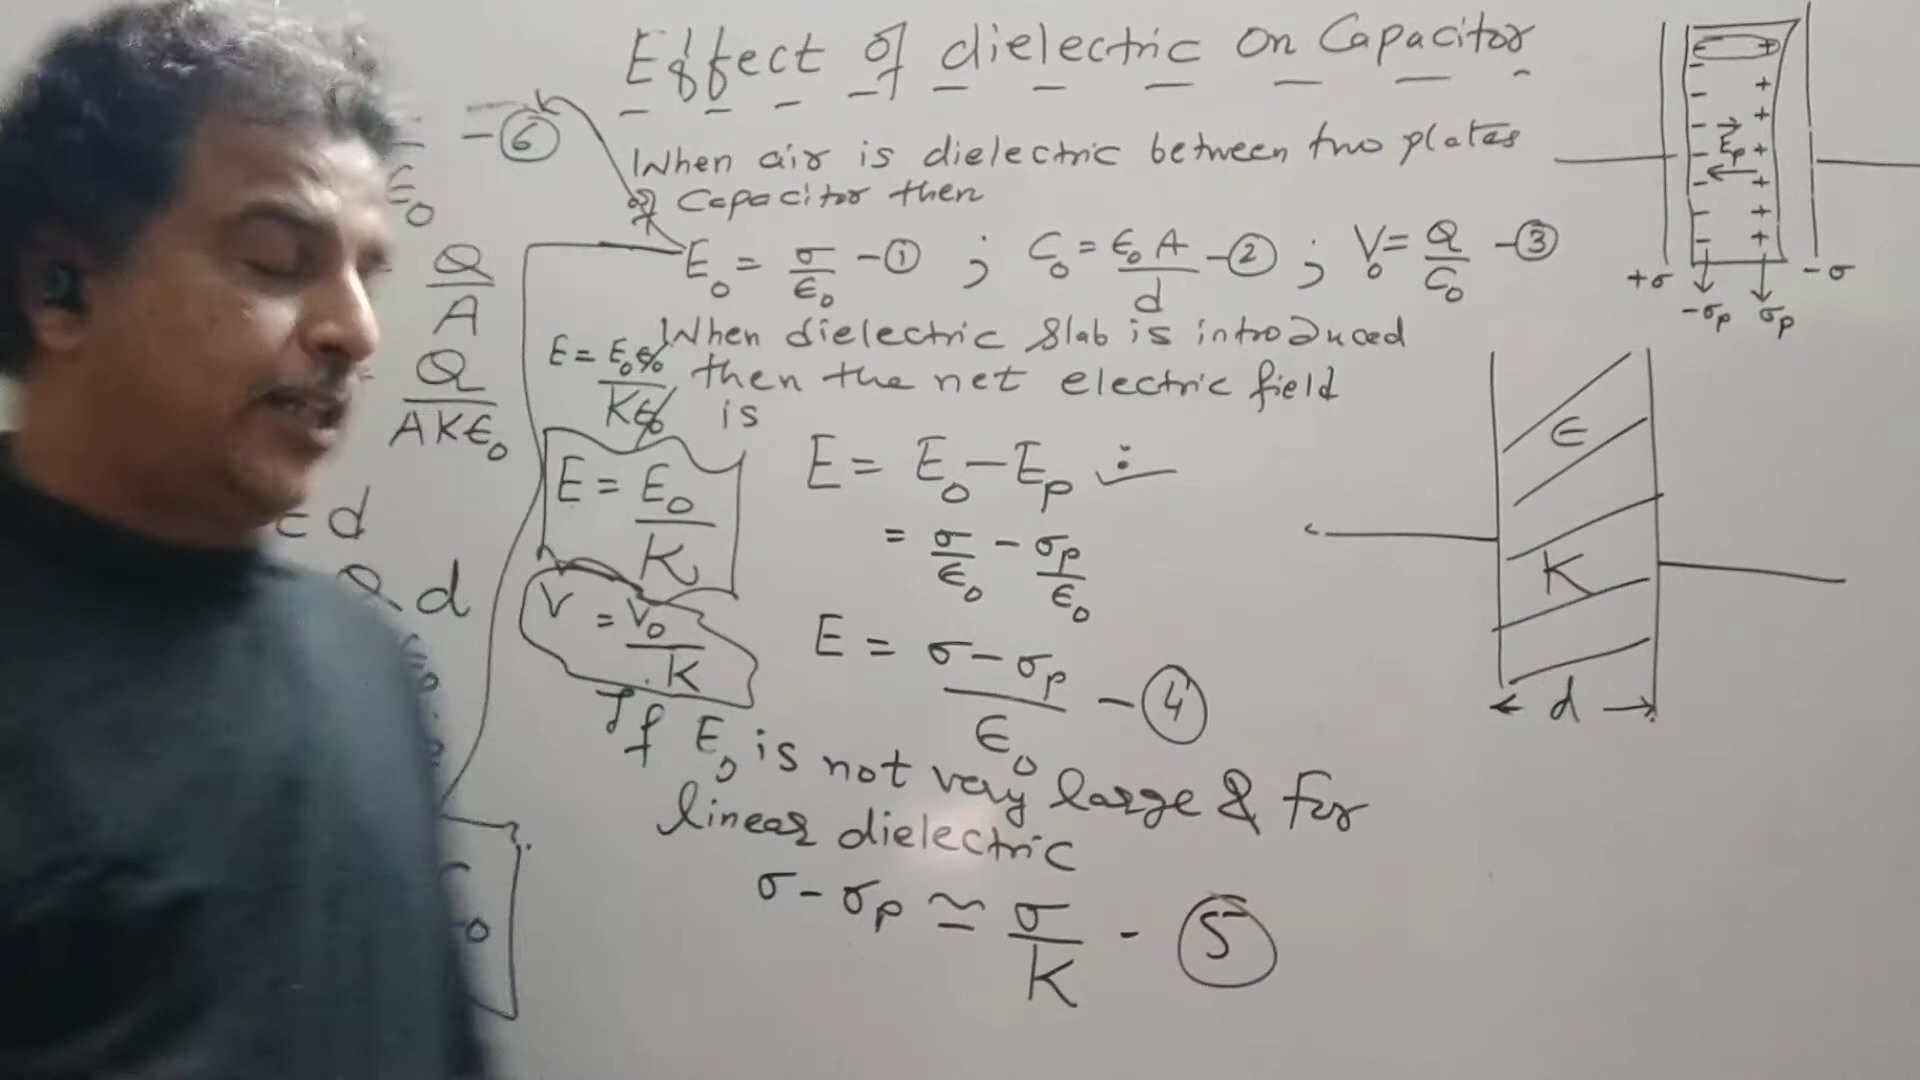 Effect of dielectric on Capacitor
When air is dielectric between two plates
of Capacitor then
E₀ = σ/ε₀ - ① ; C₀ = ε₀A/d - ② ; V₀ = Q/C₀ - ③
When dielectric slab is introduced
then the net electric field
is
E = E₀ - Eₚ
= σ/ε₀ - σₚ/ε₀
E = (σ - σₚ)/ε₀ - ④
If E₀ is not very large & For
linear dielectric
σ - σₚ ≃ σ/K - ⑤
E = E₀ε₀/Kε₀
E = E₀/K
V = V₀/K
- ⑥
ε₀
Q/A
Q/AKε₀
d
d
- - - - - - - -
+ + + + + + +
Eₚ
+σ
-σ
-σₚ
σₚ
ε
K
d